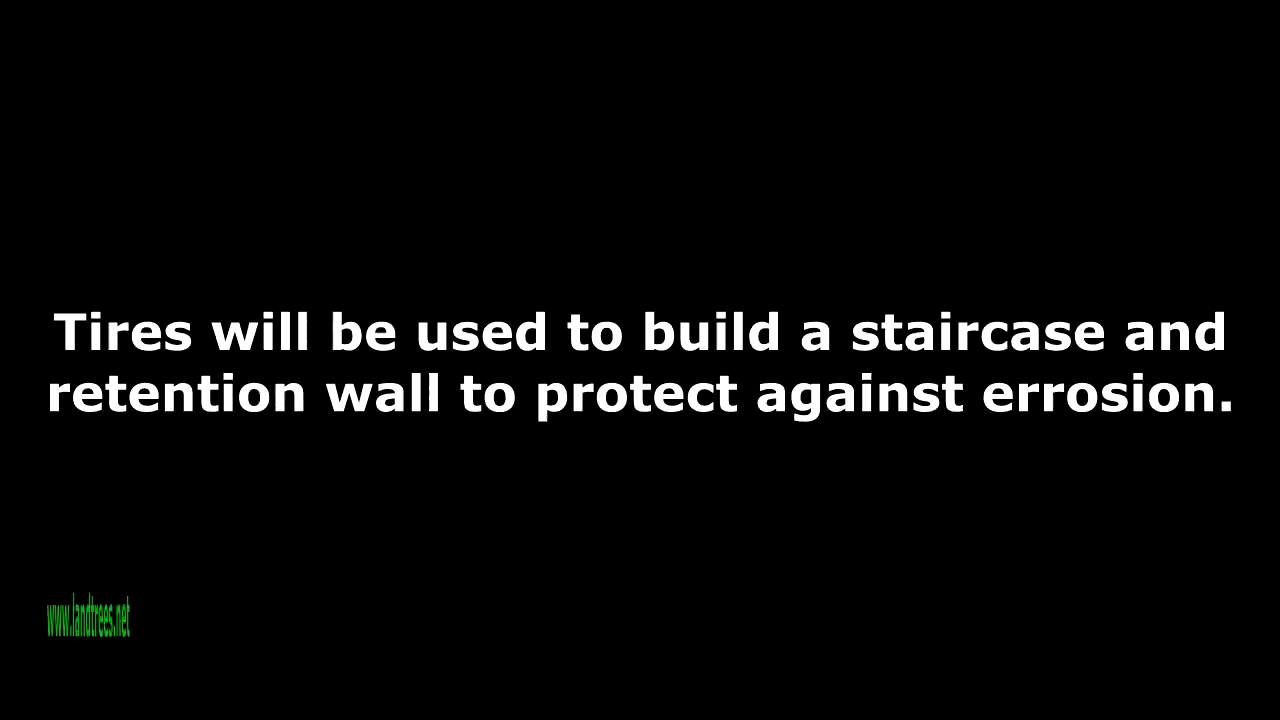 Tires will be used to build a staircase and
retention wall to protect against errosion.
www.landtrees.net